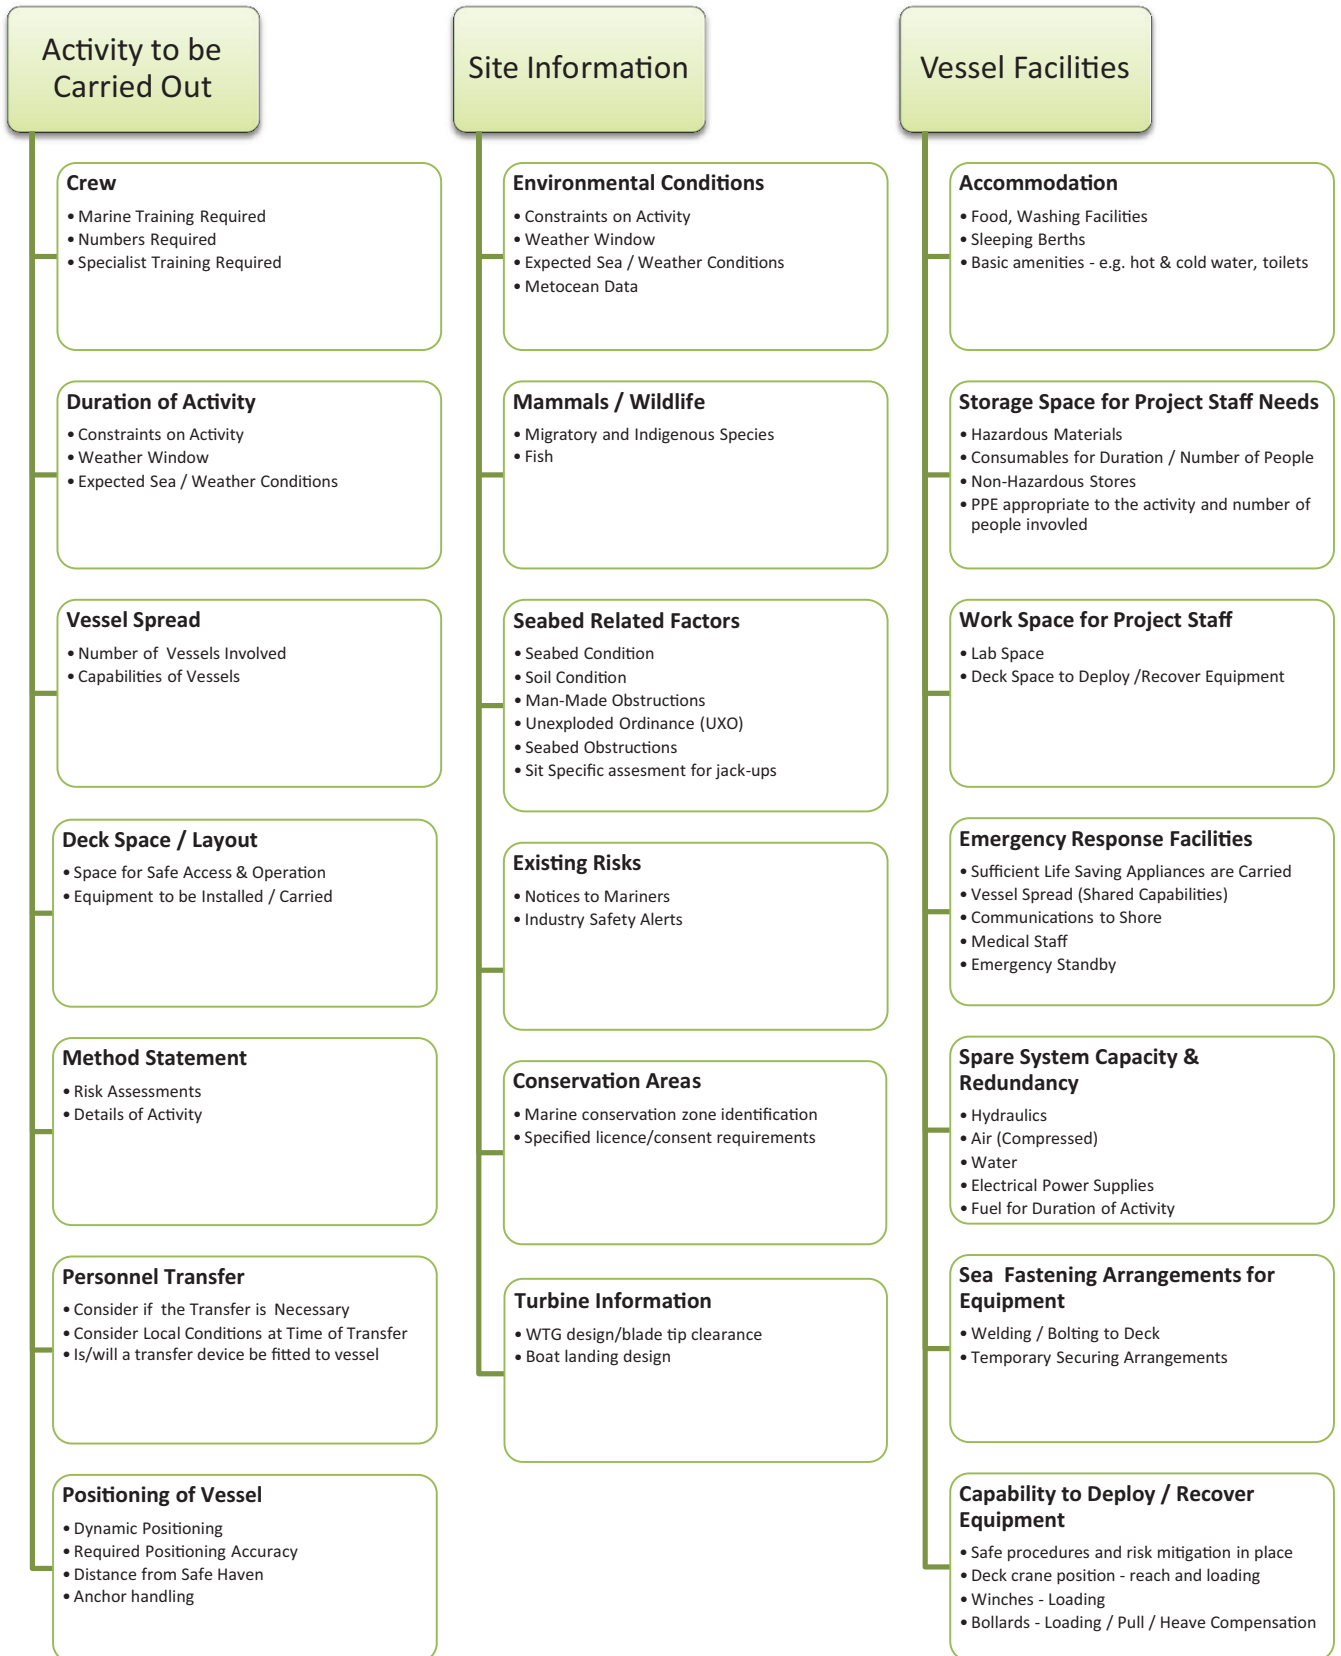 Activity to be
Carried Out
Crew
• Marine Training Required
• Numbers Required
• Specialist Training Required
Duration of Activity
• Constraints on Activity
• Weather Window
• Expected Sea / Weather Conditions
Vessel Spread
• Number of Vessels Involved
• Capabilities of Vessels
Deck Space / Layout
• Space for Safe Access & Operation
• Equipment to be Installed / Carried
Method Statement
• Risk Assessments
• Details of Activity
Personnel Transfer
• Consider if the Transfer is Necessary
• Consider Local Conditions at Time of Transfer
• Is/will a transfer device be fitted to vessel
Positioning of Vessel
• Dynamic Positioning
• Required Positioning Accuracy
• Distance from Safe Haven
• Anchor handling
Site Information
Environmental Conditions
• Constraints on Activity
• Weather Window
• Expected Sea / Weather Conditions
• Metocean Data
Mammals / Wildlife
• Migratory and Indigenous Species
• Fish
Seabed Related Factors
• Seabed Condition
• Soil Condition
• Man-Made Obstructions
• Unexploded Ordinance (UXO)
• Seabed Obstructions
• Sit Specific assesment for jack-ups
Existing Risks
• Notices to Mariners
• Industry Safety Alerts
Conservation Areas
• Marine conservation zone identification
• Specified licence/consent requirements
Turbine Information
• WTG design/blade tip clearance
• Boat landing design
Vessel Facilities
Accommodation
• Food, Washing Facilities
• Sleeping Berths
• Basic amenities - e.g. hot & cold water, toilets
Storage Space for Project Staff Needs
• Hazardous Materials
• Consumables for Duration / Number of People
• Non-Hazardous Stores
• PPE appropriate to the activity and number of
people invovled
Work Space for Project Staff
• Lab Space
• Deck Space to Deploy /Recover Equipment
Emergency Response Facilities
• Sufficient Life Saving Appliances are Carried
• Vessel Spread (Shared Capabilities)
• Communications to Shore
• Medical Staff
• Emergency Standby
Spare System Capacity &
Redundancy
• Hydraulics
• Air (Compressed)
• Water
• Electrical Power Supplies
• Fuel for Duration of Activity
Sea Fastening Arrangements for
Equipment
• Welding / Bolting to Deck
• Temporary Securing Arrangements
Capability to Deploy / Recover
Equipment
• Safe procedures and risk mitigation in place
• Deck crane position - reach and loading
• Winches - Loading
• Bollards - Loading / Pull / Heave Compensation